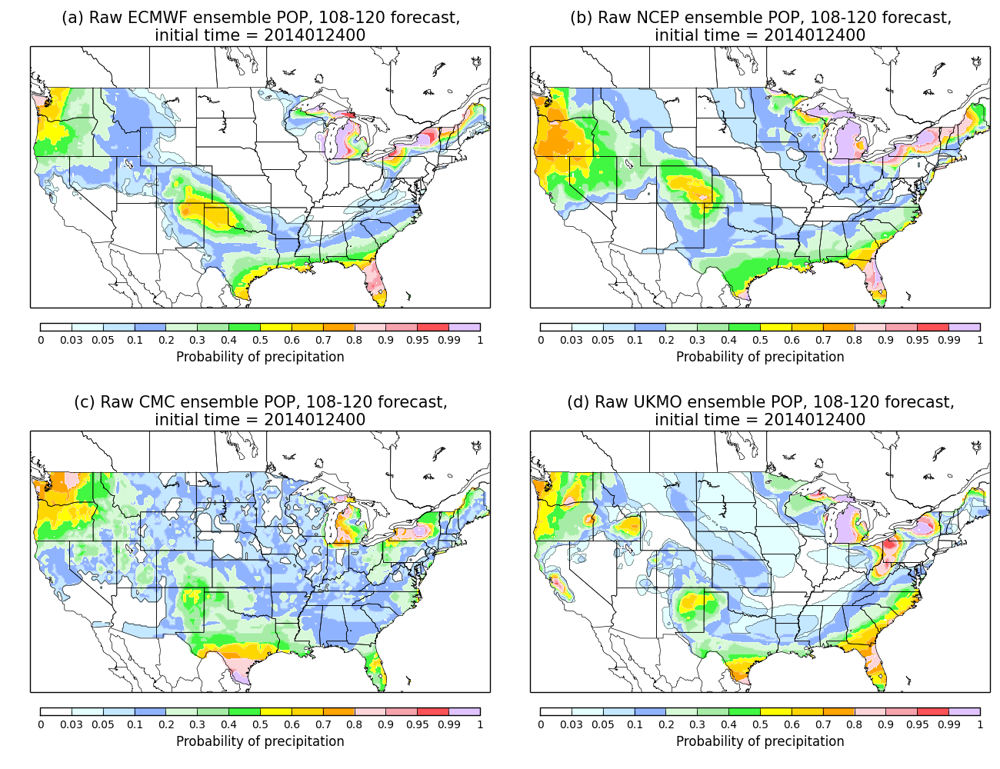 (a) Raw ECMWF ensemble POP, 108-120 forecast,
initial time = 2014012400
0 0.03 0.05 0.1 0.2 0.3 0.4 0.5 0.6 0.7 0.8 0.9 0.95 0.99 1
Probability of precipitation
(b) Raw NCEP ensemble POP, 108-120 forecast,
initial time = 2014012400
0 0.03 0.05 0.1 0.2 0.3 0.4 0.5 0.6 0.7 0.8 0.9 0.95 0.99 1
Probability of precipitation
(c) Raw CMC ensemble POP, 108-120 forecast,
initial time = 2014012400
0 0.03 0.05 0.1 0.2 0.3 0.4 0.5 0.6 0.7 0.8 0.9 0.95 0.99 1
Probability of precipitation
(d) Raw UKMO ensemble POP, 108-120 forecast,
initial time = 2014012400
0 0.03 0.05 0.1 0.2 0.3 0.4 0.5 0.6 0.7 0.8 0.9 0.95 0.99 1
Probability of precipitation